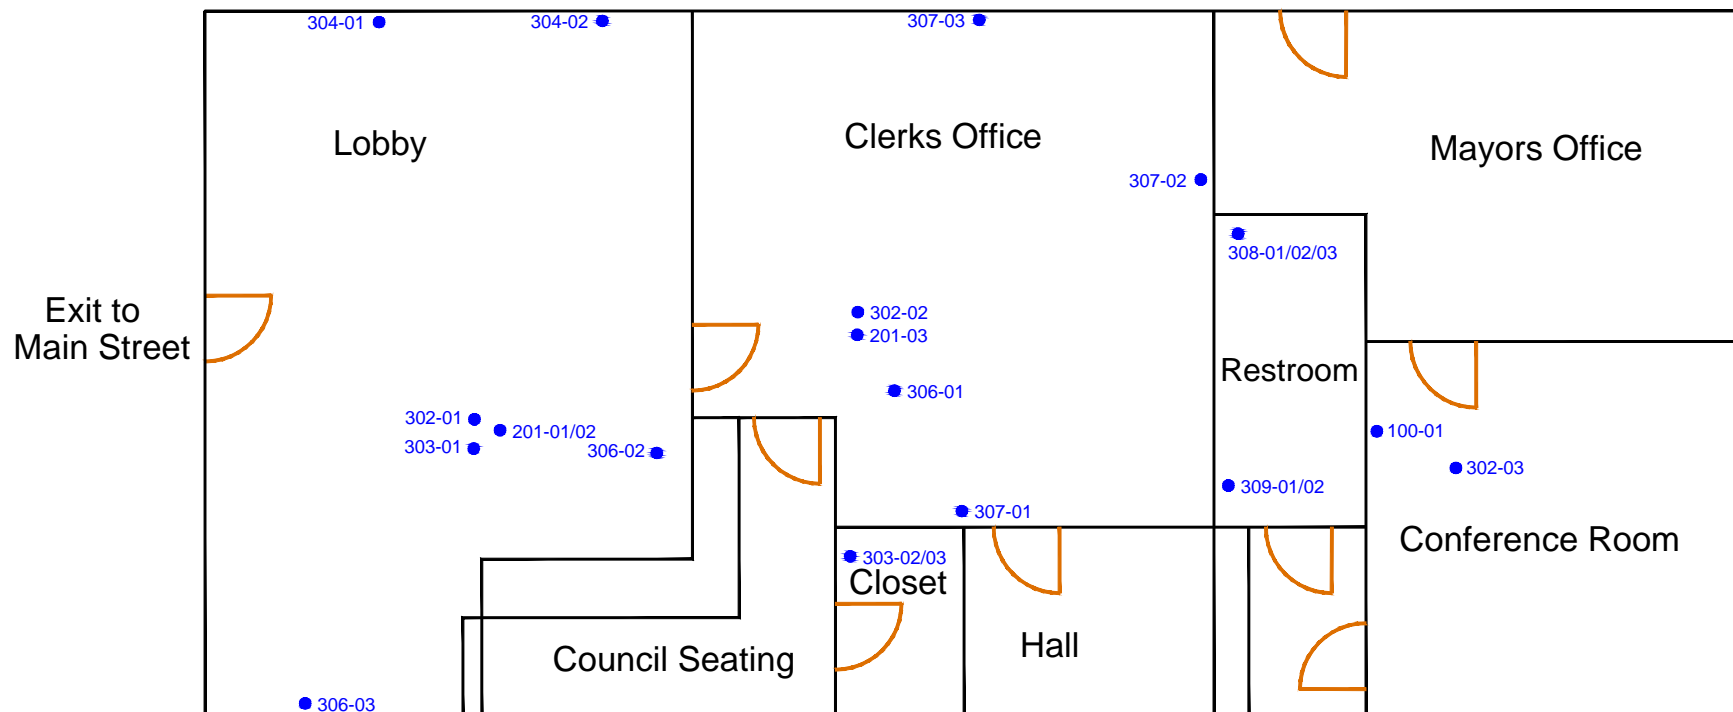 304-01
304-02
307-03
Lobby
Clerks Office
Mayors Office
307-02
308-01/02/03
Exit to
Main Street
302-02
201-03
Restroom
306-01
302-01
201-01/02
303-01
306-02
100-01
302-03
309-01/02
307-01
Conference Room
303-02/03
Closet
Hall
Council Seating
306-03